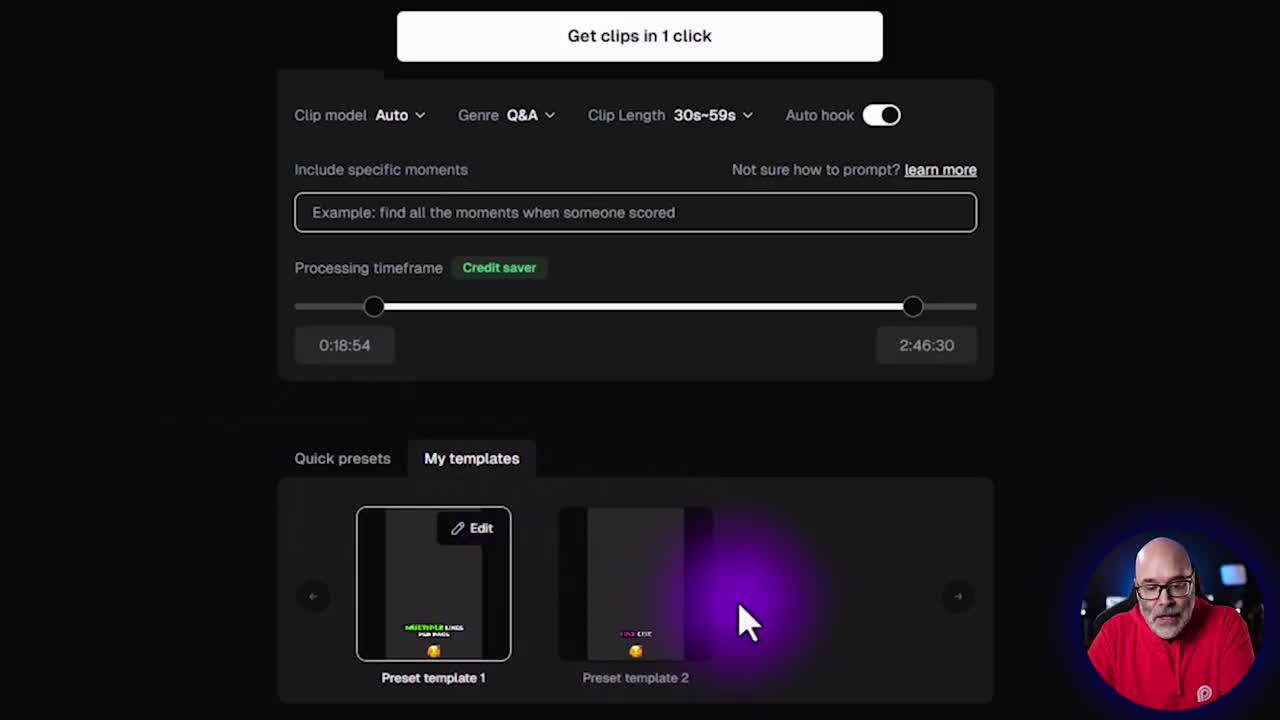 Get clips in 1 click
Clip model Auto Genre Q&A Clip Length 30s~59s Auto hook
Include specific moments Not sure how to prompt? learn more
Example: find all the moments when someone scored
Processing timeframe Credit saver
0:18:54 2:46:30
Quick presets My templates
Edit
MULTIPLE LINES
PER PAGE
Preset template 1 Preset template 2